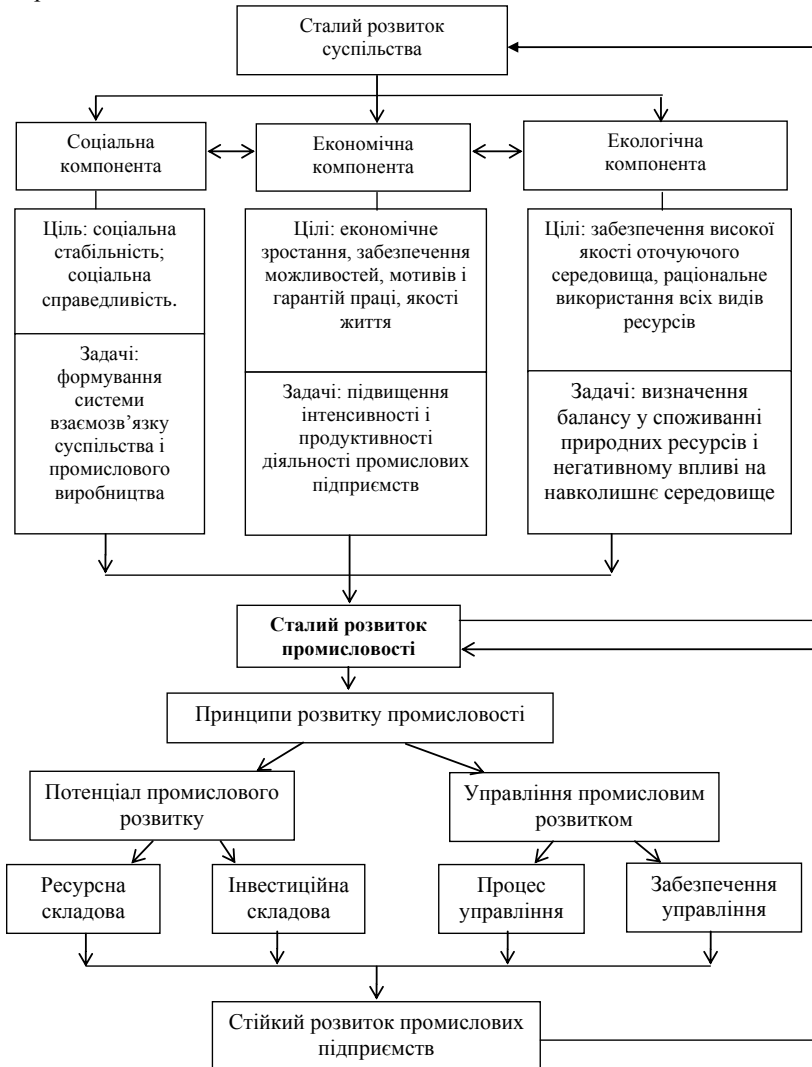 Сталий розвиток
суспільства
Соціальна
компонента
Економічна
компонента
Екологічна
компонента
Ціль: соціальна
стабільність;
соціальна
справедливість.
Цілі: економічне
зростання, забезпечення
можливостей, мотивів і
гарантій праці, якості
життя
Цілі: забезпечення високої
якості оточуючого
середовища, раціональне
використання всіх видів
ресурсів
Задачі:
формування
системи
взаємозв’язку
суспільства і
промислового
виробництва
Задачі: підвищення
інтенсивності і
продуктивності
діяльності промислових
підприємств
Задачі: визначення
балансу у споживанні
природних ресурсів і
негативному впливі на
навколишнє середовище
Сталий розвиток
промисловості
Принципи розвитку промисловості
Потенціал промислового
розвитку
Управління промисловим
розвитком
Ресурсна
складова
Інвестиційна
складова
Процес
управління
Забезпечення
управління
Стійкий розвиток промислових
підприємств